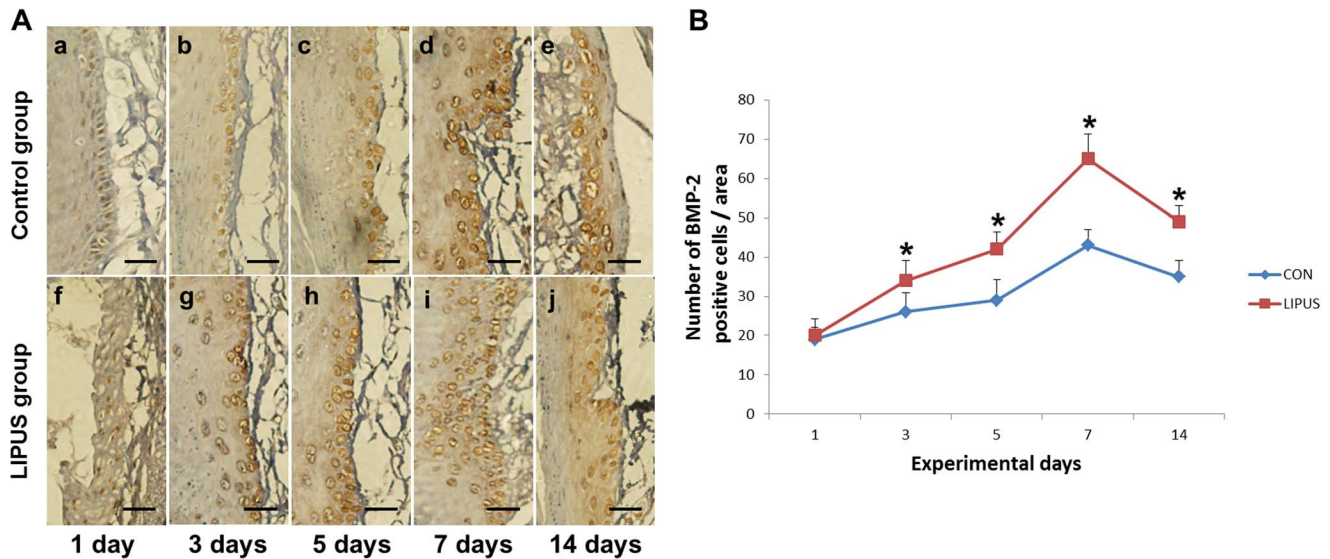 A
B
Control group
a b c d e
LIPUS group
f g h i j
1 day 3 days 5 days 7 days 14 days
Number of BMP-2
positive cells / area
80
70
60
50
40
30
20
10
0
* * * * 
1 3 5 7 14
Experimental days
CON
LIPUS